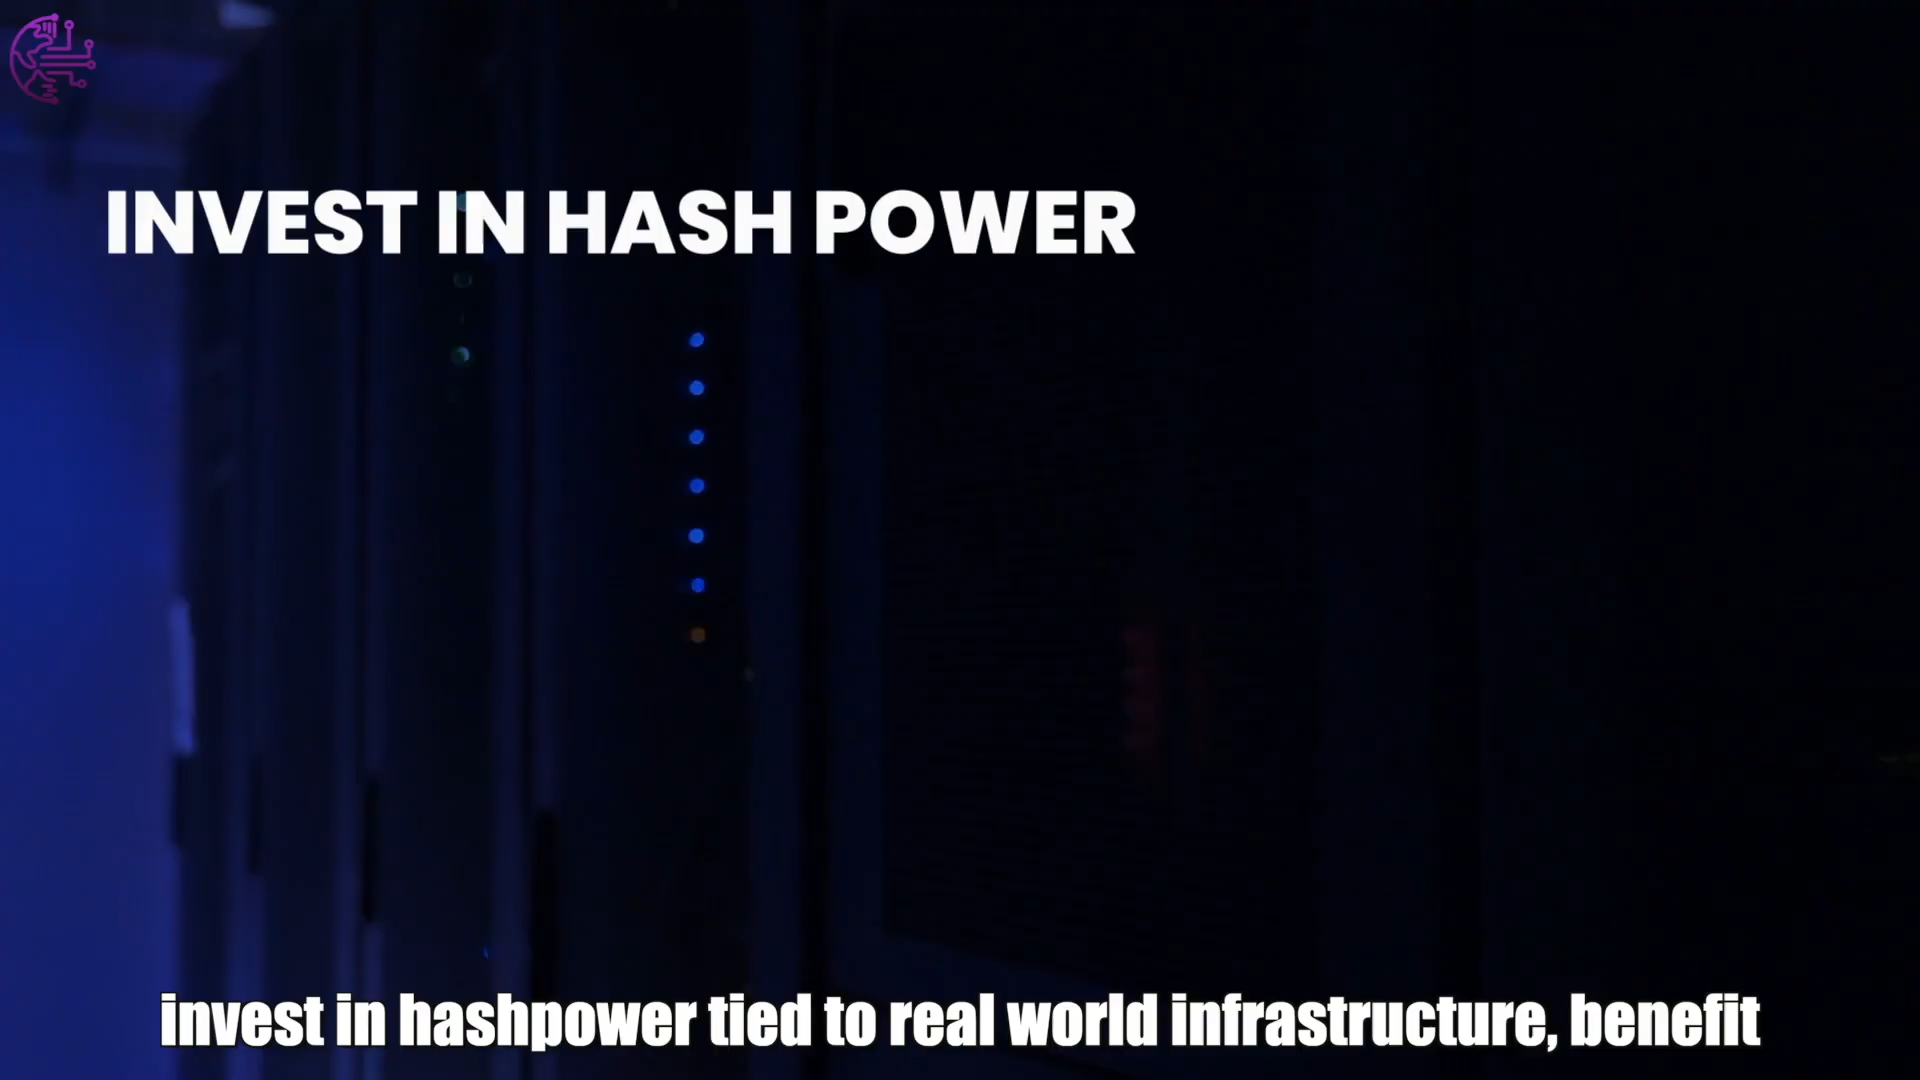 INVEST IN HASH POWER
invest in hashpower tied to real world infrastructure, benefit